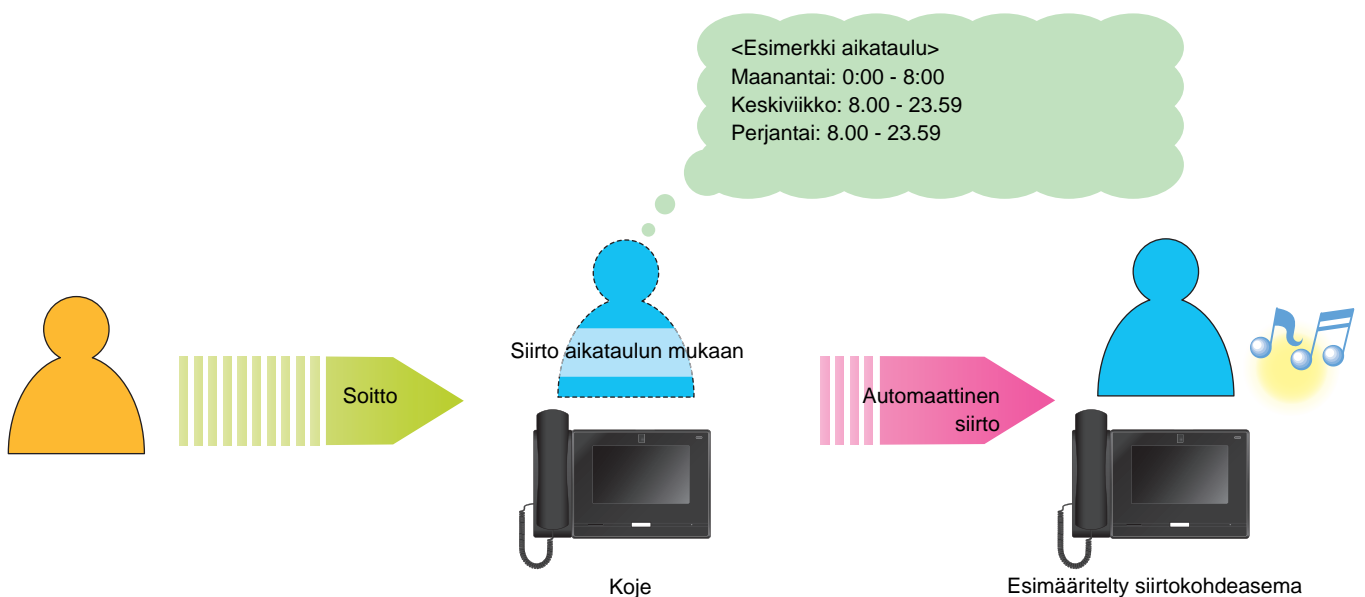 <Esimerkki aikataulu>
Maanantai: 0:00 - 8:00
Keskiviikko: 8.00 - 23.59
Perjantai: 8.00 - 23.59
Siirto aikataulun mukaan
Soitto
Automaattinen
siirto
Koje
Esimääritelty siirtokohdeasema